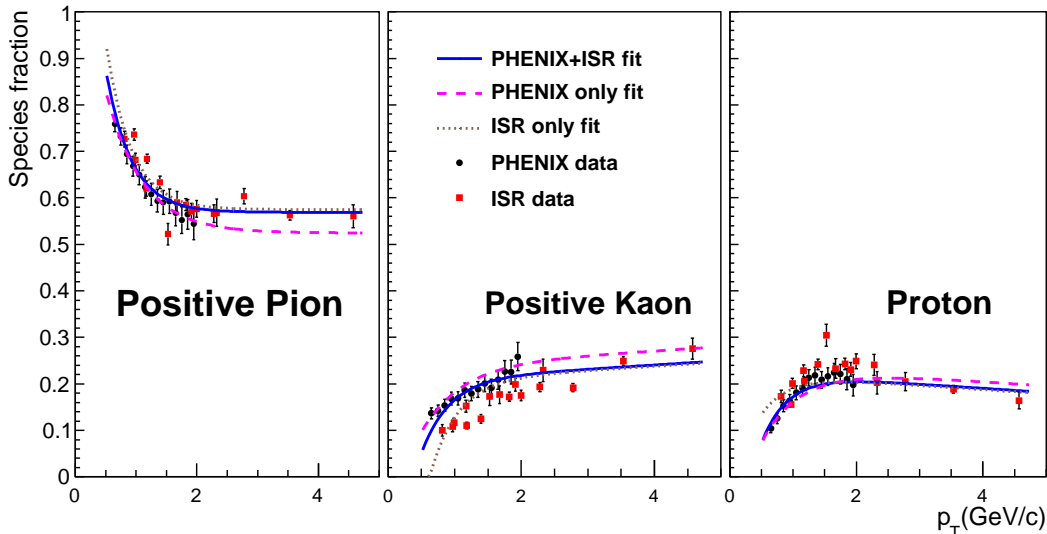 Species fraction
1
0.9
0.8
0.7
0.6
0.5
0.4
0.3
0.2
0.1
0
PHENIX+ISR fit
PHENIX only fit
ISR only fit
PHENIX data
ISR data
Positive Pion
Positive Kaon
Proton
0 2 4
0 2 4
0 2 4
p_T(GeV/c)